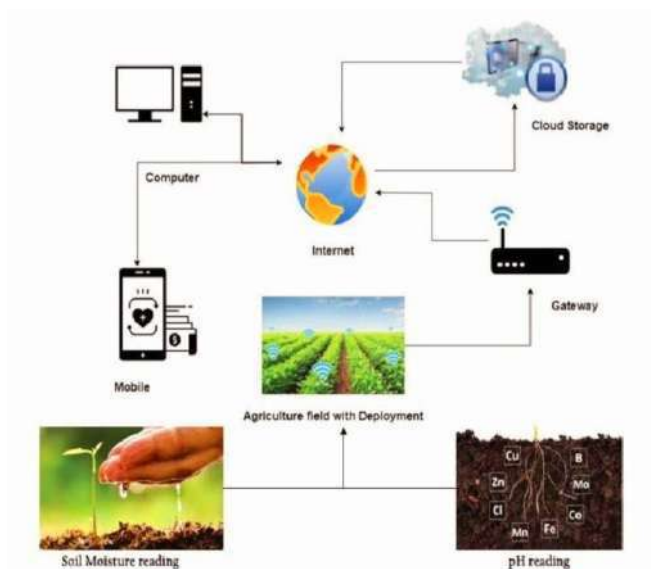 Cloud Storage
Computer
Internet
Gateway
Mobile
Agriculture field with Deployment
Cu
B
Zn
Mo
Cl
Co
Mn
Fe
Soil Moisture reading
pH reading